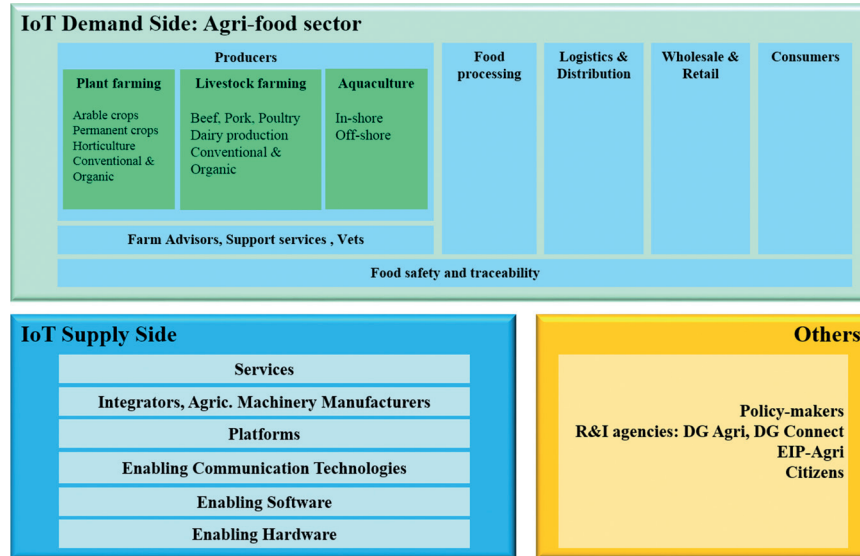 IoT Demand Side: Agri-food sector
Producers
Plant farming
Arable crops
Permanent crops
Horticulture
Conventional &
Organic
Livestock farming
Beef, Pork, Poultry
Dairy production
Conventional &
Organic
Aquaculture
In-shore
Off-shore
Food
processing
Logistics &
Distribution
Wholesale &
Retail
Consumers
Farm Advisors, Support services , Vets
Food safety and traceability
IoT Supply Side
Services
Integrators, Agric. Machinery Manufacturers
Platforms
Enabling Communication Technologies
Enabling Software
Enabling Hardware
Others
Policy-makers
R&I agencies: DG Agri, DG Connect
EIP-Agri
Citizens